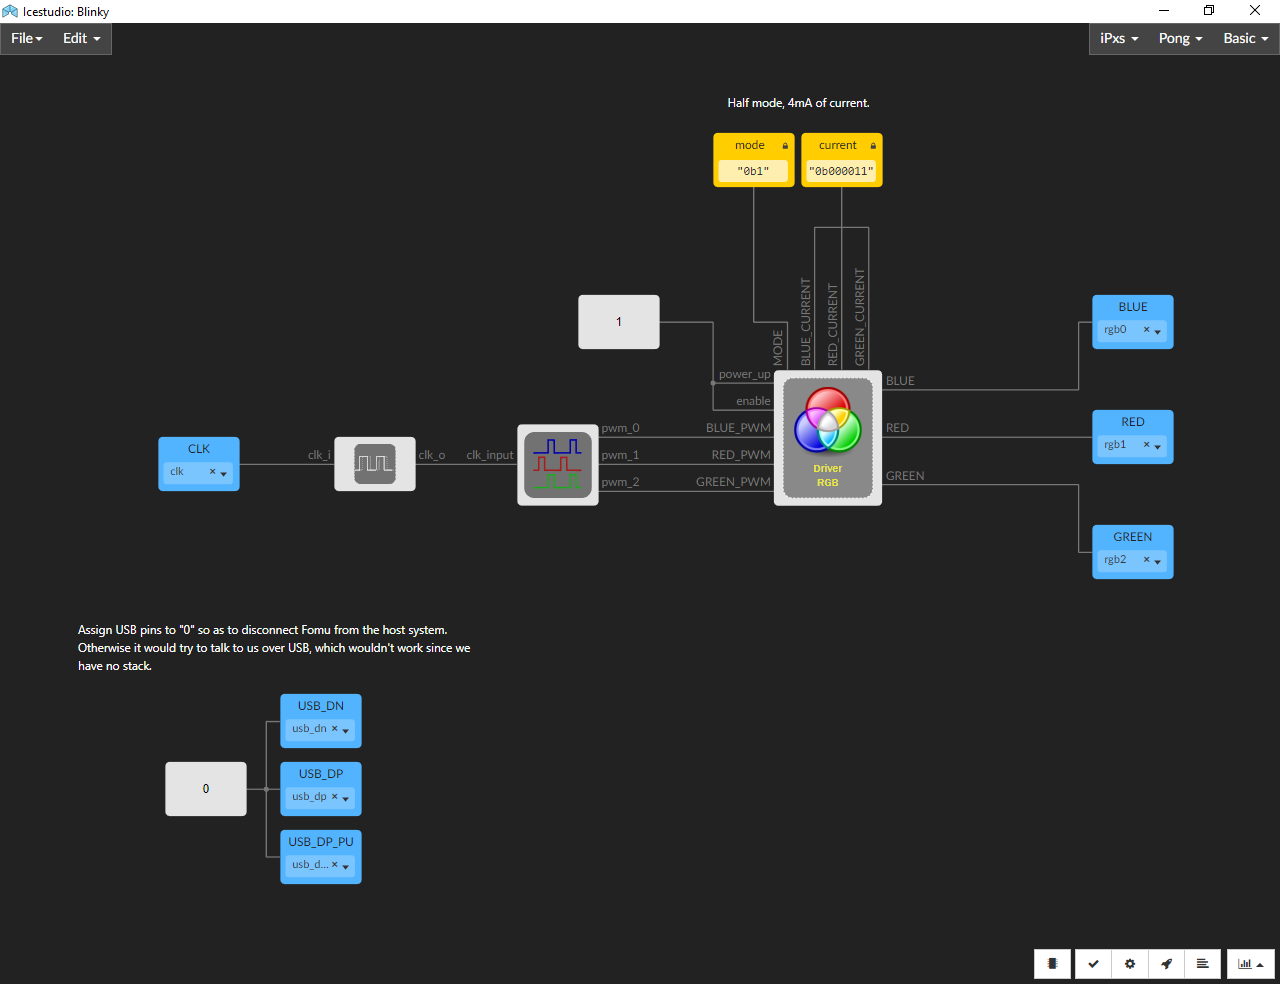 Icestudio: Blinky
File
Edit
iPxs
Pong
Basic
Half mode, 4mA of current.
mode
current
"0b1"
"0b000011"
MODE
BLUE_CURRENT
RED_CURRENT
GREEN_CURRENT
1
power_up
enable
BLUE_PWM
RED_PWM
GREEN_PWM
Driver
RGB
BLUE
RED
GREEN
BLUE
rgb0
RED
rgb1
GREEN
rgb2
CLK
clk
clk_i
clk_o
clk_input
pwm_0
pwm_1
pwm_2
Assign USB pins to "0" so as to disconnect Fomu from the host system.
Otherwise it would try to talk to us over USB, which wouldn't work since we
have no stack.
0
USB_DN
usb_dn
USB_DP
usb_dp
USB_DP_PU
usb_d...